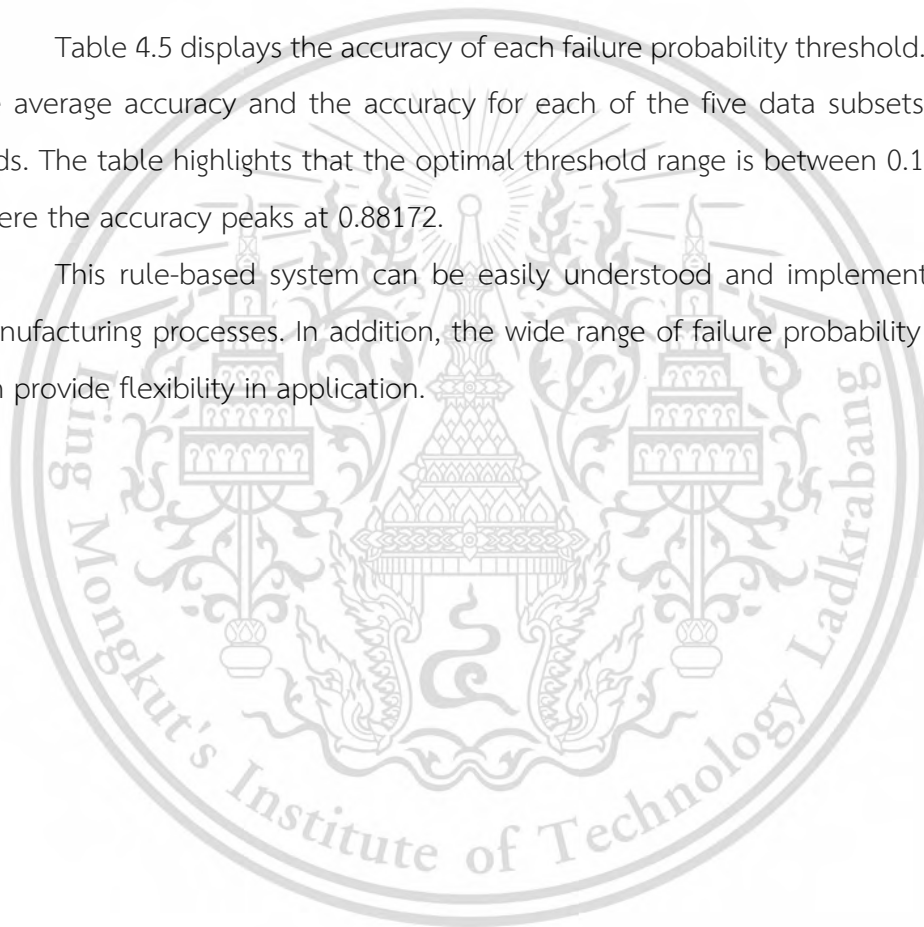 Table 4.5 displays the accuracy of each failure probability threshold.
average accuracy and the accuracy for each of the five data subsets
ds. The table highlights that the optimal threshold range is between 0.1
ere the accuracy peaks at 0.88172.
This rule-based system can be easily understood and implement
nufacturing processes. In addition, the wide range of failure probability
n provide flexibility in application.
King Mongkut's Institute of Technology Ladkrabang